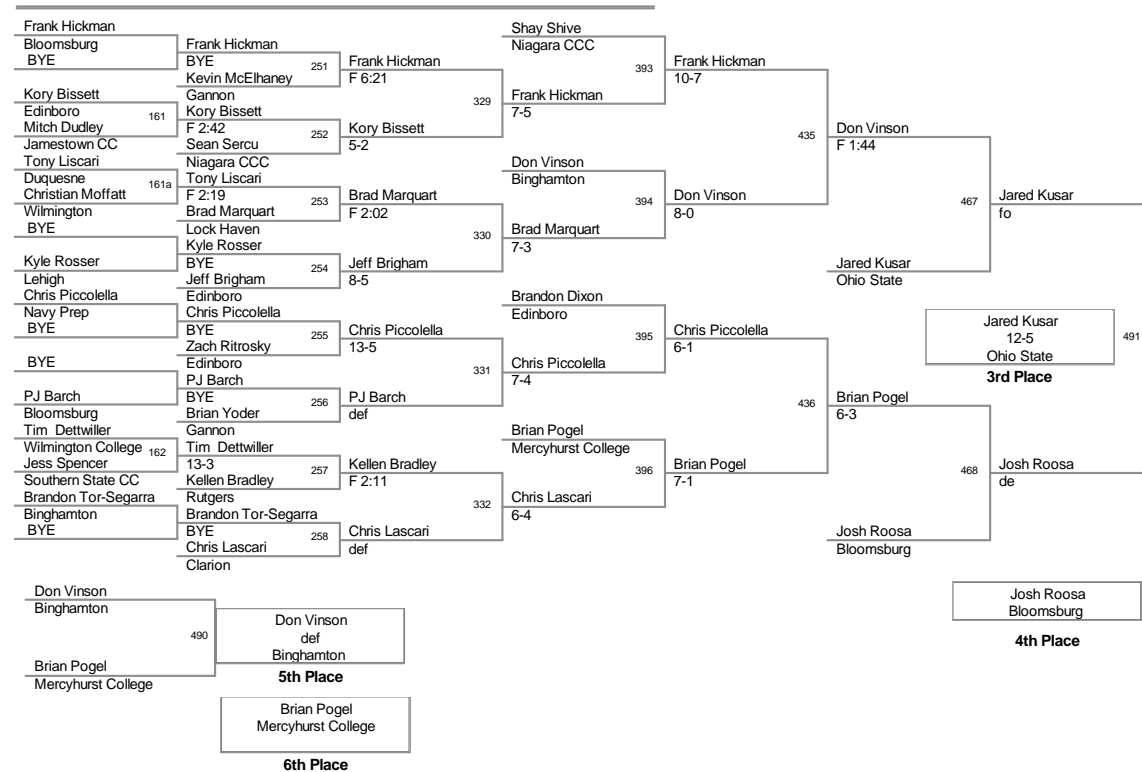 Frank Hickman
Bloomsburg
BYE
Kory Bissett
Edinboro
161
Mitch Dudley
Jamestown CC
Tony Liscari
Duquesne
161a
Christian Moffatt
Wilmington
BYE
Kyle Rosser
Lehigh
Chris Piccolella
Navy Prep
BYE
BYE
PJ Barch
Bloomsburg
Tim Dettwiller
Wilmington College
162
Jess Spencer
Southern State CC
Brandon Tor-Segarra
Binghamton
BYE
Frank Hickman
BYE
251
Kevin McElhaney
Gannon
Kory Bissett
F 2:42
252
Sean Sercu
Niagara CCC
Tony Liscari
F 2:19
253
Brad Marquart
Lock Haven
Kyle Rosser
BYE
254
Jeff Brigham
Edinboro
Chris Piccolella
BYE
255
Zach Ritrosky
Edinboro
PJ Barch
BYE
256
Brian Yoder
Gannon
Tim Dettwiller
13-3
257
Kellen Bradley
Rutgers
Brandon Tor-Segarra
BYE
258
Chris Lascari
Clarion
Frank Hickman
F 6:21
329
Kory Bissett
5-2
Brad Marquart
F 2:02
330
Jeff Brigham
8-5
Chris Piccolella
13-5
331
PJ Barch
def
Kellen Bradley
F 2:11
332
Chris Lascari
def
Shay Shive
Niagara CCC
393
Frank Hickman
7-5
Don Vinson
Binghamton
394
Brad Marquart
7-3
Brandon Dixon
Edinboro
395
Chris Piccolella
7-4
Brian Pogel
Mercyhurst College
396
Chris Lascari
6-4
Frank Hickman
10-7
435
Don Vinson
8-0
Chris Piccolella
6-1
436
Brian Pogel
7-1
Don Vinson
F 1:44
467
Jared Kusar
Ohio State
Brian Pogel
6-3
468
Josh Roosa
Bloomsburg
Jared Kusar
fo
Jared Kusar
12-5
Ohio State
491
3rd Place
Josh Roosa
de
Josh Roosa
Bloomsburg
4th Place
Don Vinson
Binghamton
490
Brian Pogel
Mercyhurst College
Don Vinson
def
Binghamton
5th Place
Brian Pogel
Mercyhurst College
6th Place